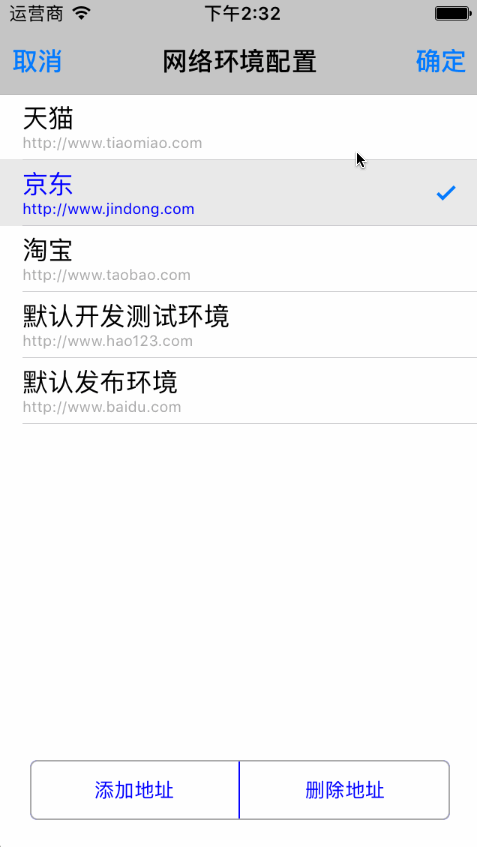 运营商 下午2:32
取消 网络环境配置 确定
天猫
http://www.tiaomiao.com
京东
http://www.jindong.com
淘宝
http://www.taobao.com
默认开发测试环境
http://www.hao123.com
默认发布环境
http://www.baidu.com
添加地址 删除地址